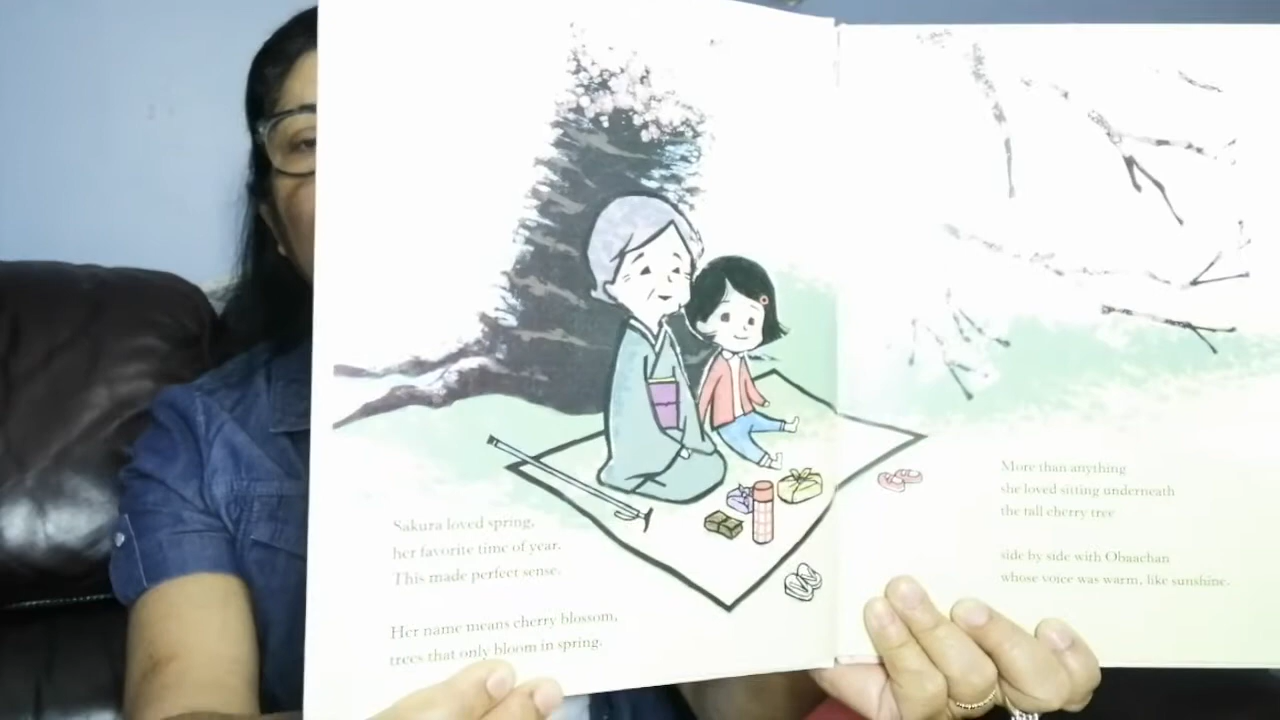 Sakura loved spring,
her favorite time of year.
This made perfect sense.
Her name means cherry blossom,
trees that only bloom in spring.
More than anything
she loved sitting underneath
the tall cherry tree
side by side with Obaachan
whose voice was warm, like sunshine.